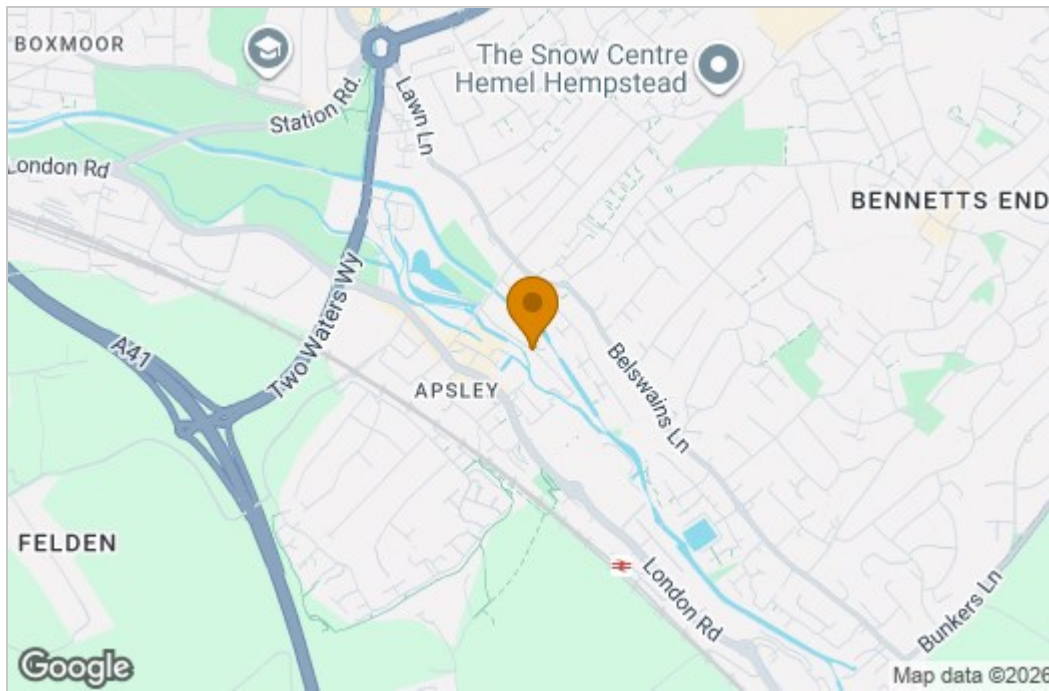 BOXMOOR
The Snow Centre
Hemel Hempstead
Station Rd.
Lawn Ln
London Rd
BENNETTS END
Two Waters Wy
A41
Belswains Ln
APSLEY
FELDEN
London Rd
Bunkers Ln
Google
Map data ©2026